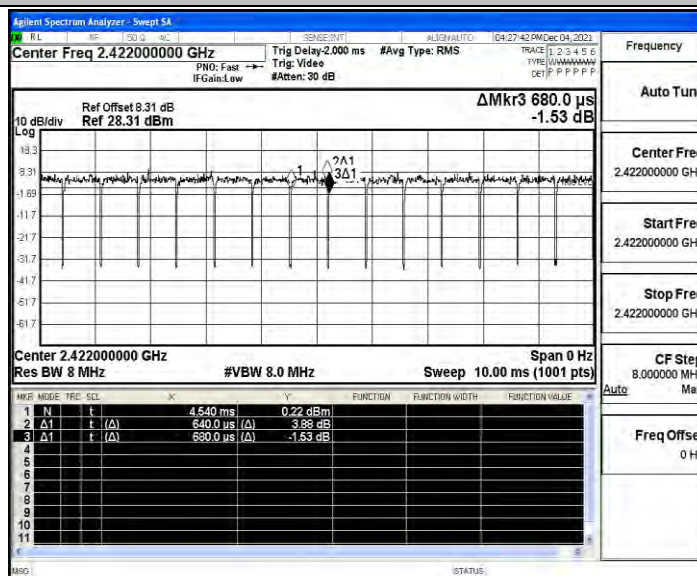 Agilent Spectrum Analyzer - Swept SA
RL RF 50 Ω AC SENSE:INT ALIGN AUTO 04:27:42 PM Dec 04, 2021
Center Freq 2.422000000 GHz
PNO: Fast
IFGain:Low
Trig Delay-2.000 ms
Trig: Video
#Atten: 30 dB
#Avg Type: RMS
TRACE 1 2 3 4 5 6
TYPE WWWWWW
DET P P P P P P
ΔMkr3 680.0 µs
-1.53 dB
Ref Offset 8.31 dB
10 dB/div Ref 28.31 dBm
Log
18.3
8.31
-1.69
-11.7
-21.7
-31.7
-41.7
-51.7
-61.7
1
2Δ1
3Δ1
Center 2.422000000 GHz Span 0 Hz
Res BW 8 MHz #VBW 8.0 MHz Sweep 10.00 ms (1001 pts)
MKR MODE TRC SCL X Y FUNCTION FUNCTION WIDTH FUNCTION VALUE
1 N t 4.540 ms 0.22 dBm
2 Δ1 t (Δ) 640.0 µs (Δ) 3.88 dB
3 Δ1 t (Δ) 680.0 µs (Δ) -1.53 dB
4
5
6
7
8
9
10
11
MSG STATUS
Frequency
Auto Tun
Center Fre
2.422000000 GH
Start Fre
2.422000000 GH
Stop Fre
2.422000000 GH
CF Step
8.000000 MH
Auto Ma
Freq Offse
0 H